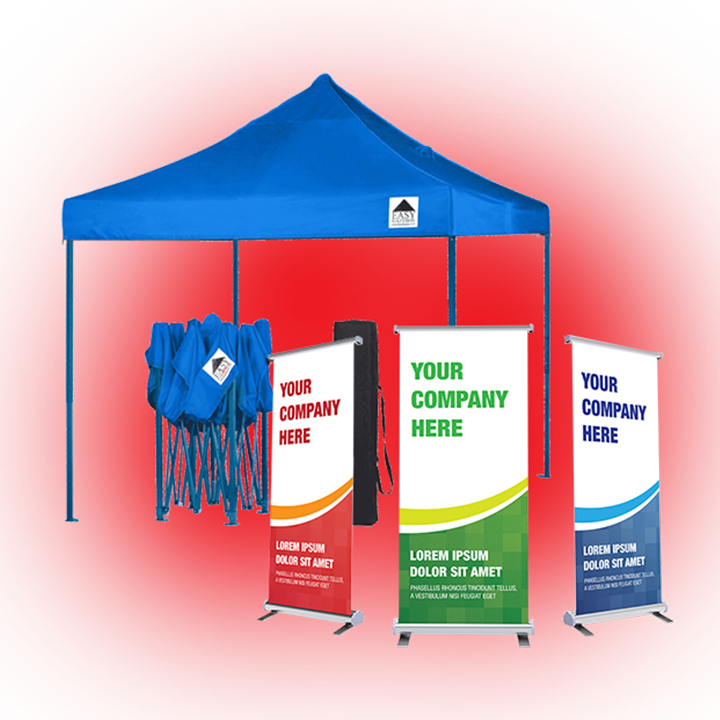 EASY
EASY
YOUR
COMPANY
HERE
LOREM IPSUM
DOLOR SIT AMET
PHASELLUS RHONCUS TINCIDUNT TELLUS,
A VESTIBULUM NISI FEUGIAT EGET
YOUR
COMPANY
HERE
LOREM IPSUM
DOLOR SIT AMET
PHASELLUS RHONCUS TINCIDUNT TELLUS,
A VESTIBULUM NISI FEUGIAT EGET
YOUR
COMPANY
HERE
LOREM IPSUM
DOLOR SIT AMET
PHASELLUS RHONCUS TINCIDUNT TELLUS,
A VESTIBULUM NISI FEUGIAT EGET